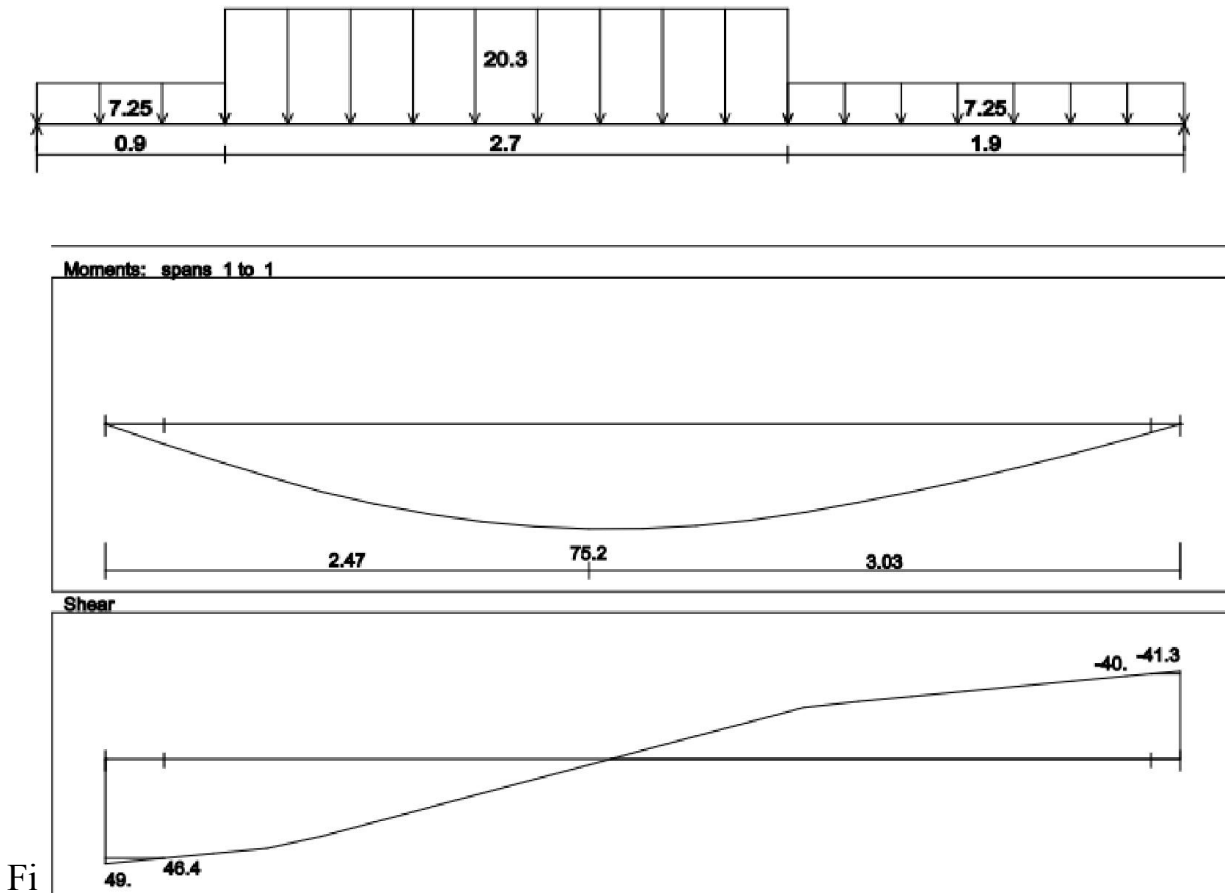 20.3
7.25 7.25
0.9 2.7 1.9
Moments: spans 1 to 1
2.47 75.2 3.03
Shear
-40. -41.3
46.4
49.
Fi